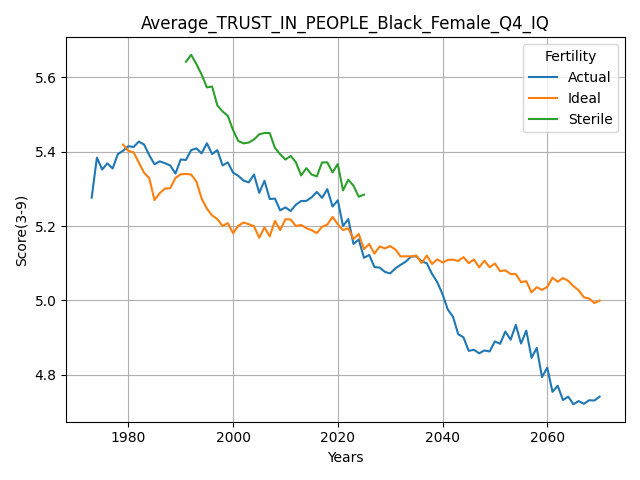 Average_TRUST_IN_PEOPLE_Black_Female_Q4_IQ
Fertility
Actual
Ideal
Sterile
Score(3-9)
5.6
5.4
5.2
5.0
4.8
1980 2000 2020 2040 2060
Years